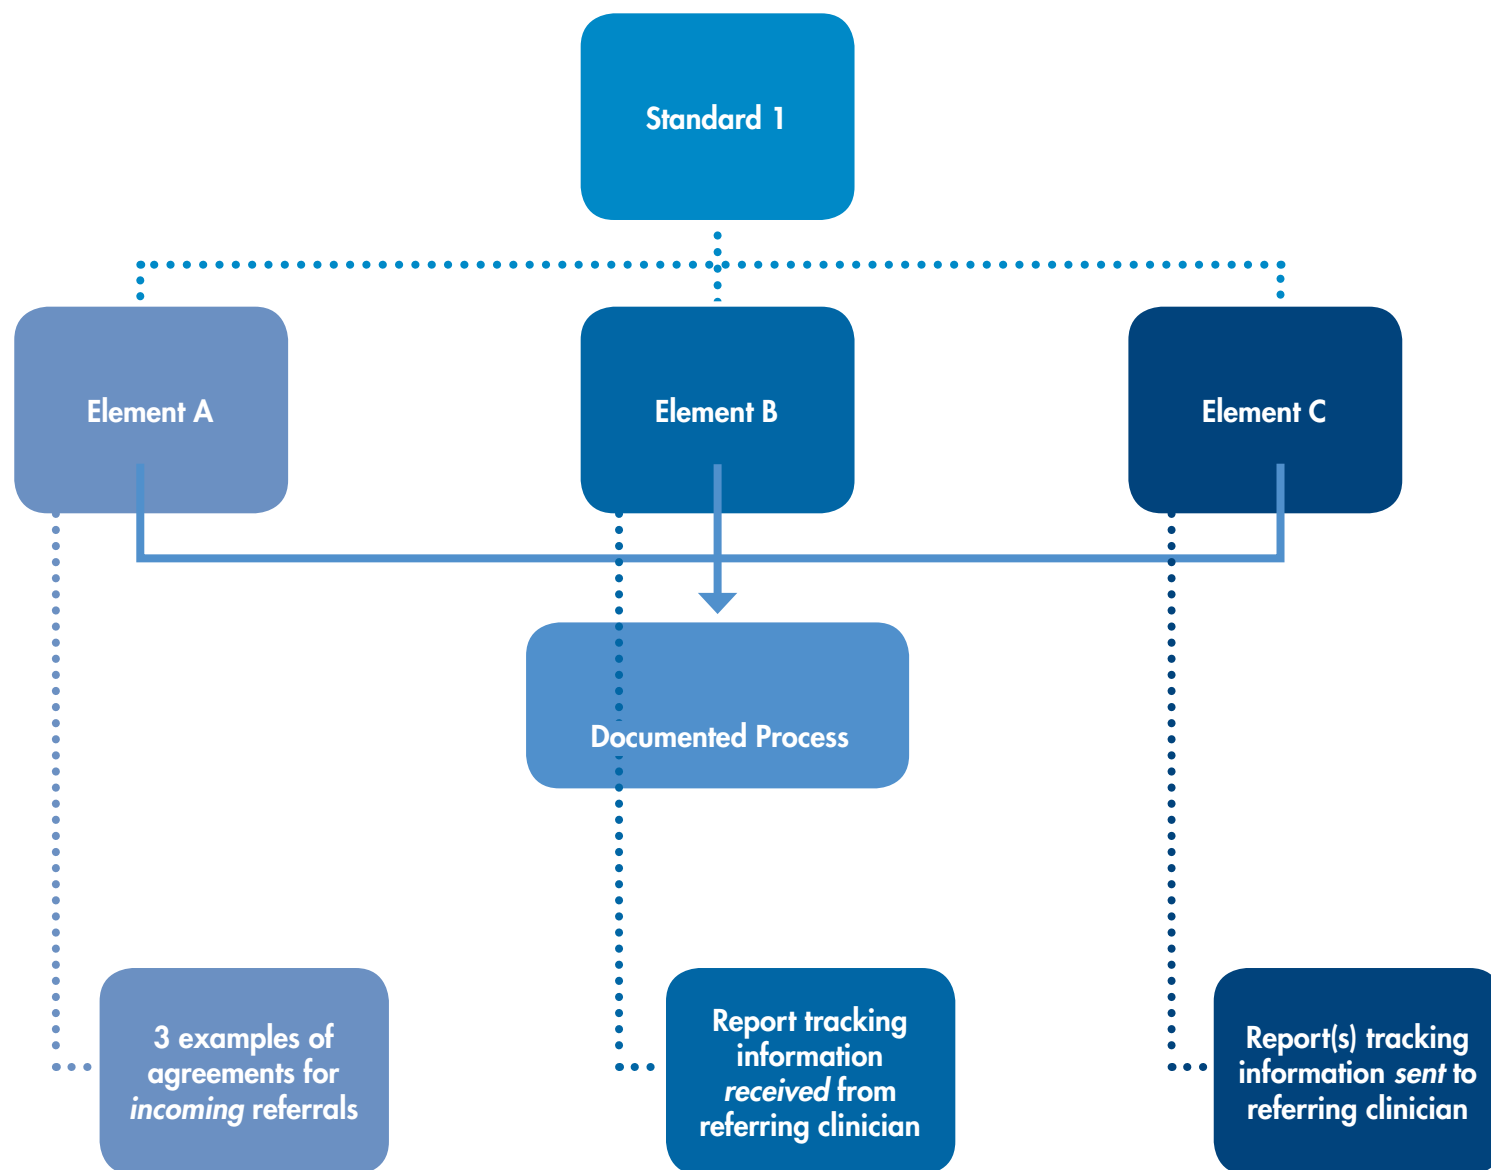 Standard 1
Element A
Element B
Element C
Documented Process
3 examples of
agreements for
incoming referrals
Report tracking
information
received from
referring clinician
Report(s) tracking
information sent to
referring clinician